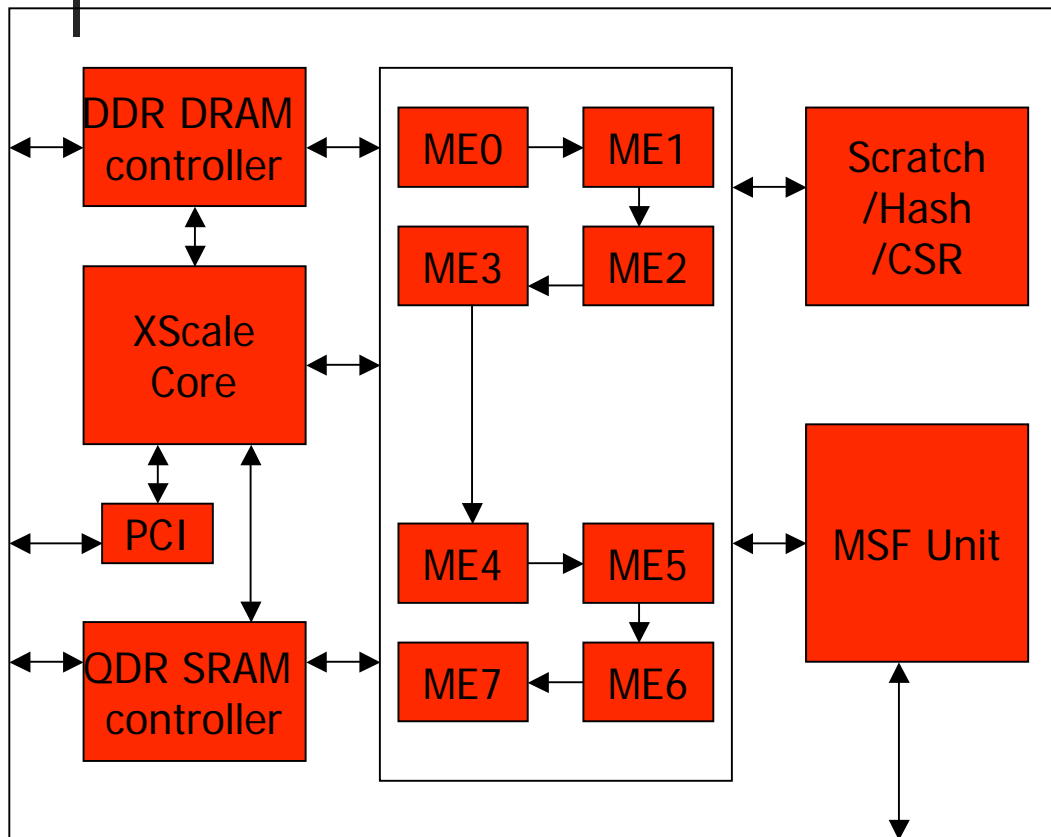 DDR DRAM
controller
XScale
Core
PCI
QDR SRAM
controller
ME0
ME1
ME3
ME2
ME4
ME5
ME7
ME6
Scratch
/Hash
/CSR
MSF Unit